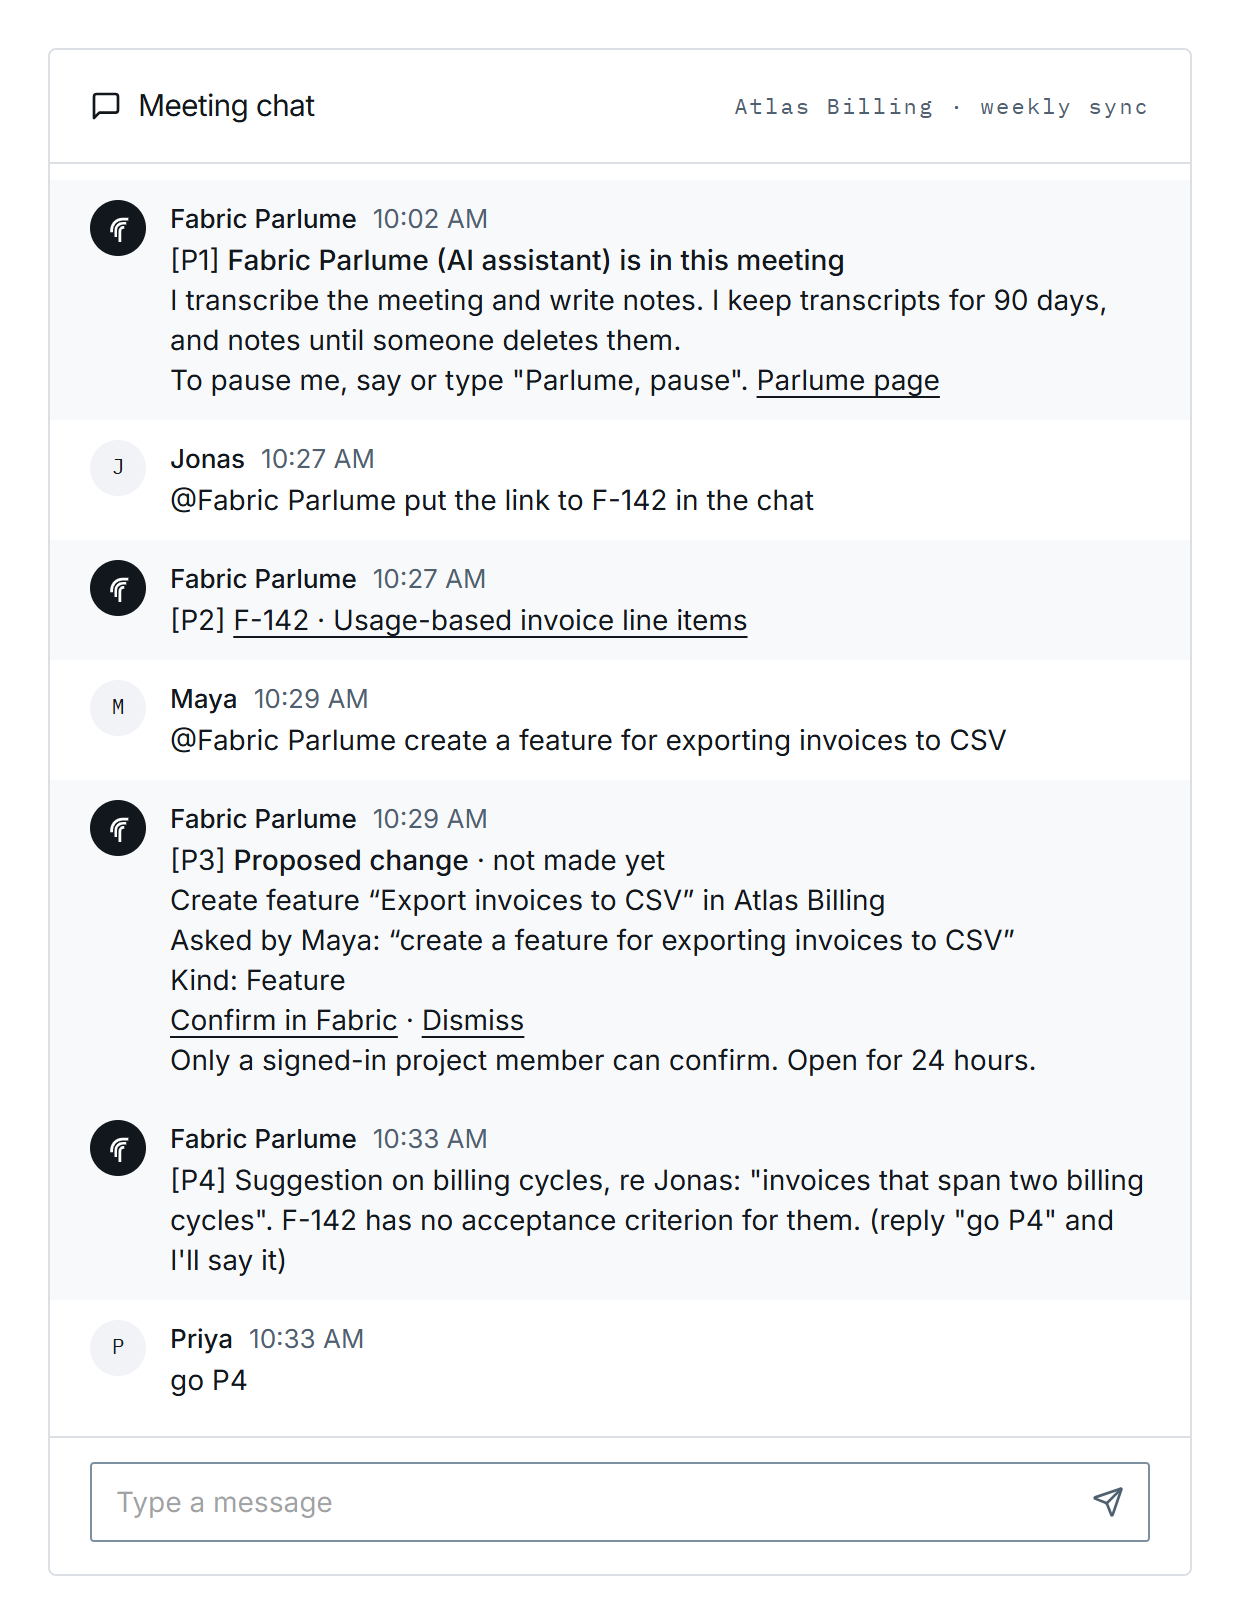 Meeting chat
Atlas Billing · weekly sync
Fabric Parlume 10:02 AM
[P1] Fabric Parlume (AI assistant) is in this meeting
I transcribe the meeting and write notes. I keep transcripts for 90 days,
and notes until someone deletes them.
To pause me, say or type "Parlume, pause". Parlume page
J
Jonas 10:27 AM
@Fabric Parlume put the link to F-142 in the chat
Fabric Parlume 10:27 AM
[P2] F-142 · Usage-based invoice line items
M
Maya 10:29 AM
@Fabric Parlume create a feature for exporting invoices to CSV
Fabric Parlume 10:29 AM
[P3] Proposed change · not made yet
Create feature “Export invoices to CSV” in Atlas Billing
Asked by Maya: “create a feature for exporting invoices to CSV”
Kind: Feature
Confirm in Fabric · Dismiss
Only a signed-in project member can confirm. Open for 24 hours.
Fabric Parlume 10:33 AM
[P4] Suggestion on billing cycles, re Jonas: "invoices that span two billing
cycles". F-142 has no acceptance criterion for them. (reply "go P4" and
I'll say it)
P
Priya 10:33 AM
go P4
Type a message